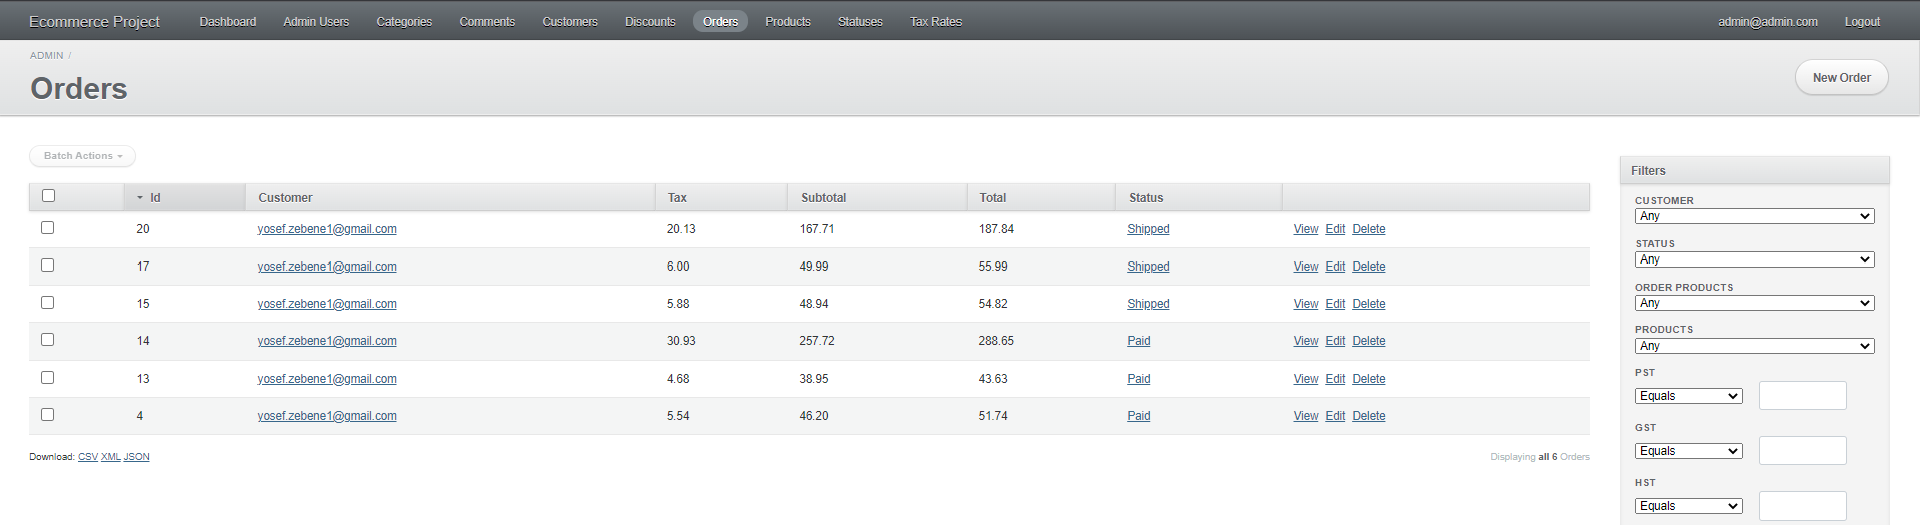 Ecommerce Project Dashboard Admin Users Categories Comments Customers Discounts Orders Products Statuses Tax Rates admin@admin.com Logout
ADMIN /
Orders
New Order
Batch Actions
Id Customer Tax Subtotal Total Status
20 yosef.zebene1@gmail.com 20.13 167.71 187.84 Shipped View Edit Delete
17 yosef.zebene1@gmail.com 6.00 49.99 55.99 Shipped View Edit Delete
15 yosef.zebene1@gmail.com 5.88 48.94 54.82 Shipped View Edit Delete
14 yosef.zebene1@gmail.com 30.93 257.72 288.65 Paid View Edit Delete
13 yosef.zebene1@gmail.com 4.68 38.95 43.63 Paid View Edit Delete
4 yosef.zebene1@gmail.com 5.54 46.20 51.74 Paid View Edit Delete
Download: CSV XML JSON
Displaying all 6 Orders
Filters
CUSTOMER
Any
STATUS
Any
ORDER PRODUCTS
Any
PRODUCTS
Any
PST
Equals
GST
Equals
HST
Equals